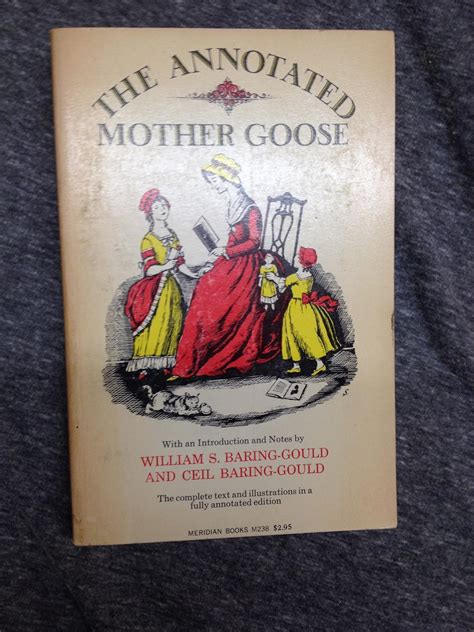 THE ANNOTATED
MOTHER GOOSE
With an Introduction and Notes by
WILLIAM S. BARING-GOULD
AND CEIL BARING-GOULD
The complete text and illustrations in a
fully annotated edition
MERIDIAN BOOKS M238 $2.95